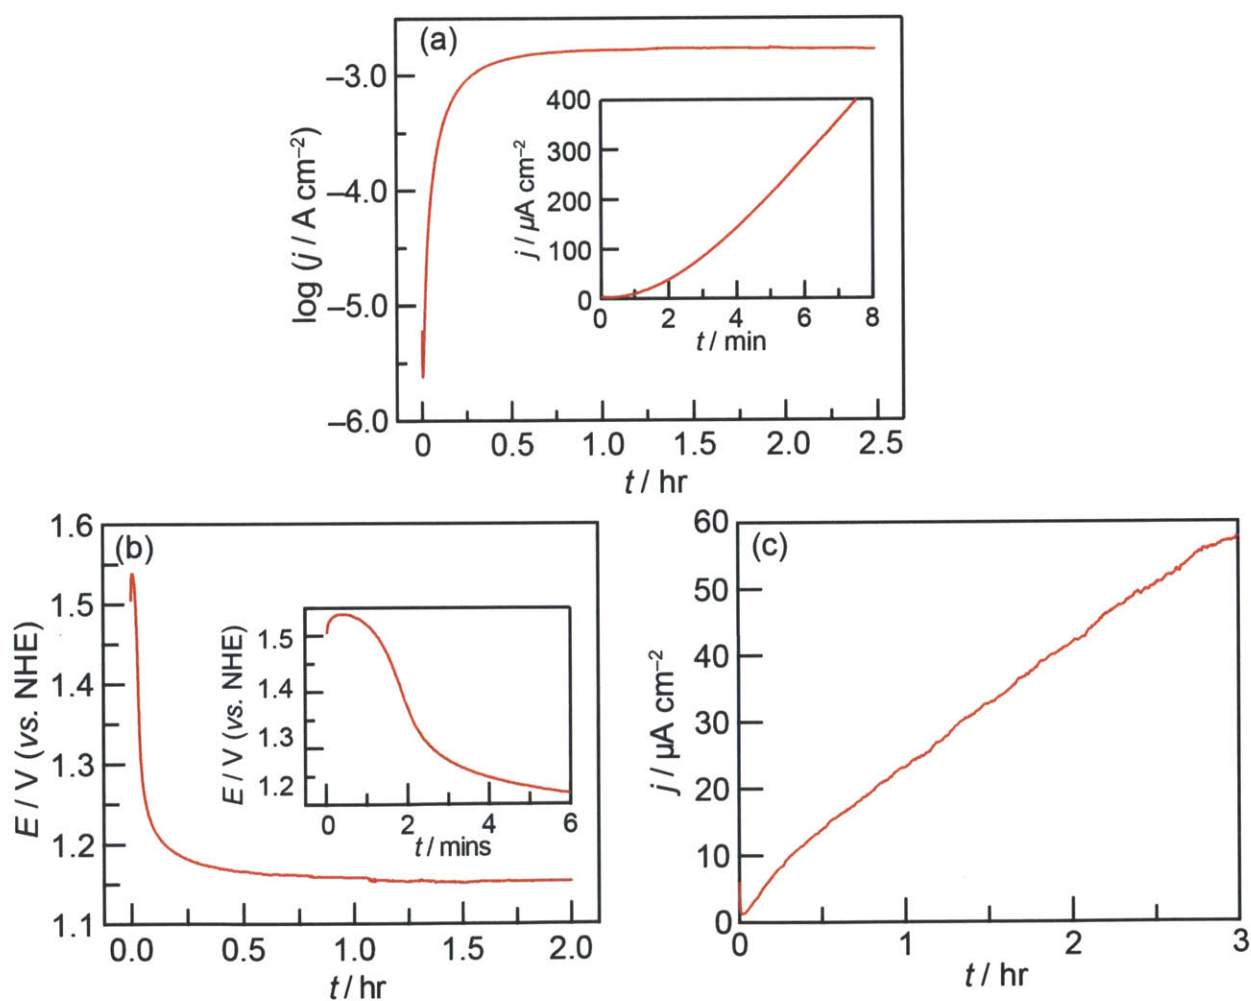 (a)
log (j / A cm–2)
–3.0
–4.0
–5.0
–6.0
0 0.5 1.0 1.5 2.0 2.5
t / hr
j / µA cm–2
400
300
200
100
0
0 2 4 6 8
t / min
(b)
E / V (vs. NHE)
1.6
1.5
1.4
1.3
1.2
1.1
0.0 0.5 1.0 1.5 2.0
t / hr
E / V (vs. NHE)
1.5
1.4
1.3
1.2
0 2 4 6
t / mins
(c)
j / µA cm–2
60
50
40
30
20
10
0
0 1 2 3
t / hr